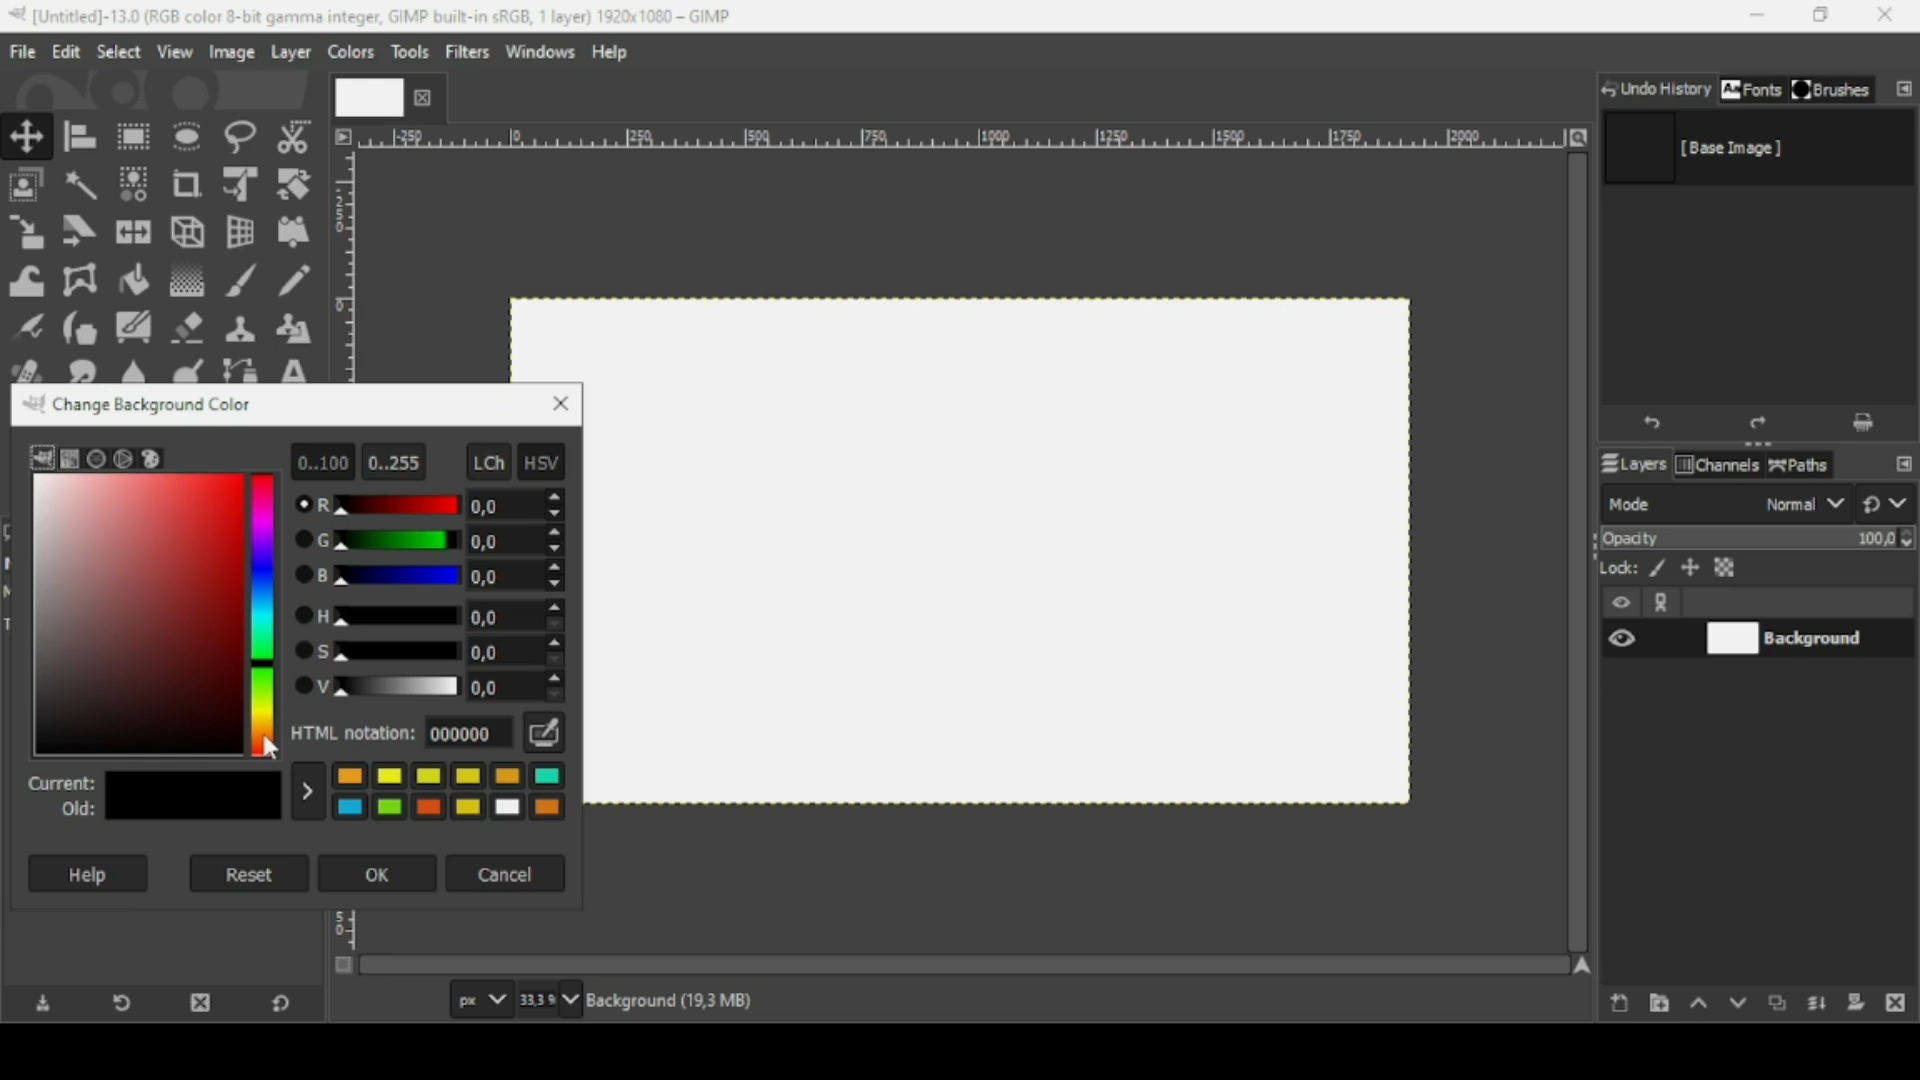 [Untitled]-13.0 (RGB color 8-bit gamma integer, GIMP built-in sRGB, 1 layer) 1920x1080 – GIMP
File Edit Select View Image Layer Colors Tools Filters Windows Help
Undo History Fonts Brushes
-250 0 250 500 750 1000 1250 1500 1750 2000
[ Base Image ]
-250
0
Change Background Color
0..100 0..255 LCh HSV
R 0,0
G 0,0
B 0,0
H 0,0
S 0,0
V 0,0
HTML notation: 000000
Current:
Old:
Help Reset OK Cancel
Layers Channels Paths
Mode Normal
Opacity 100,0
Lock:
Background
px 33,3 % Background (19,3 MB)